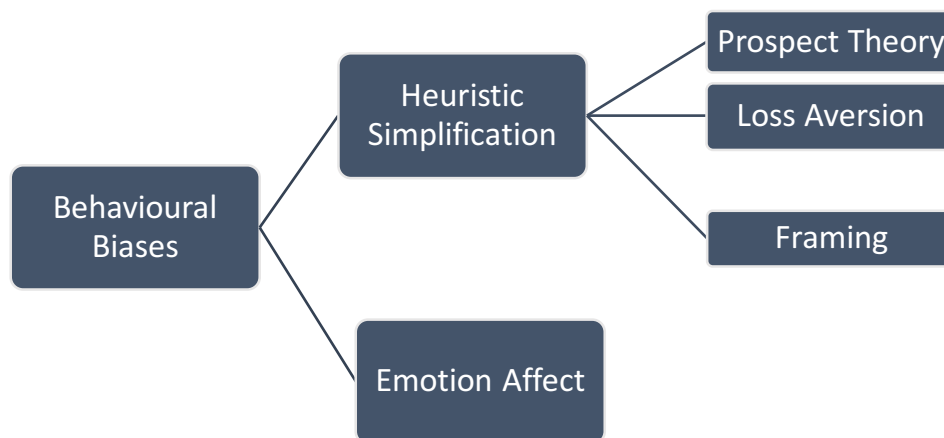 Behavioural
Biases
Heuristic
Simplification
Emotion Affect
Prospect Theory
Loss Aversion
Framing